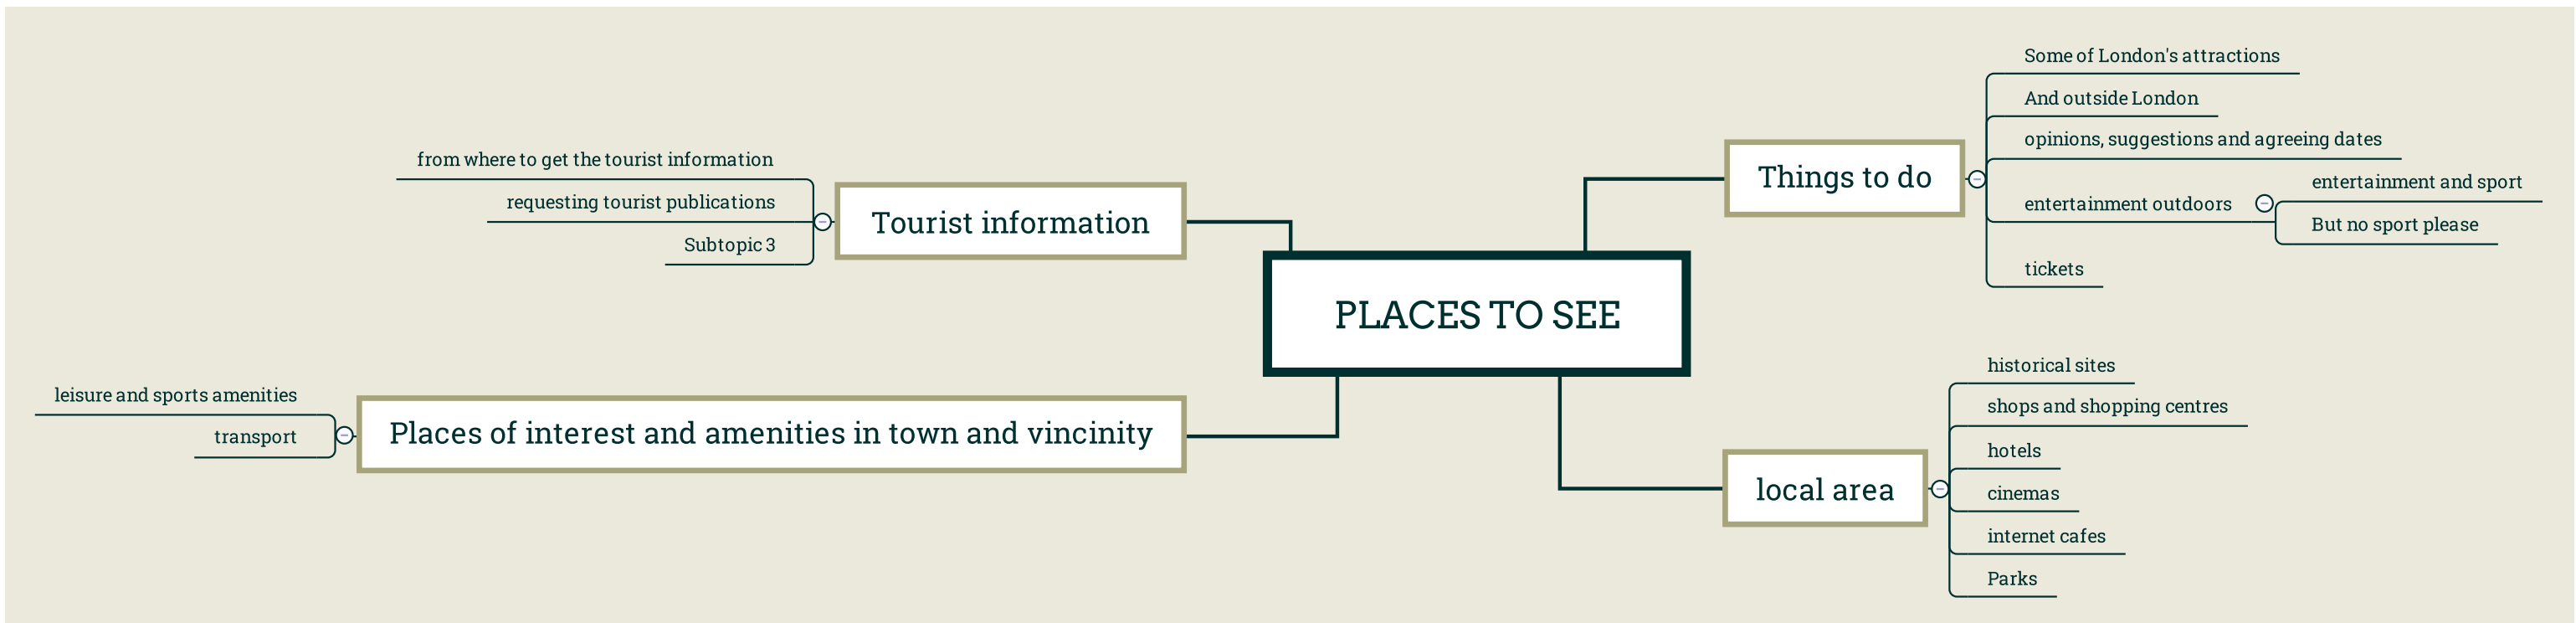 PLACES TO SEE
Things to do
Some of London's attractions
And outside London
opinions, suggestions and agreeing dates
entertainment outdoors
entertainment and sport
But no sport please
tickets
local area
historical sites
shops and shopping centres
hotels
cinemas
internet cafes
Parks
Tourist information
from where to get the tourist information
requesting tourist publications
Subtopic 3
Places of interest and amenities in town and vincinity
leisure and sports amenities
transport